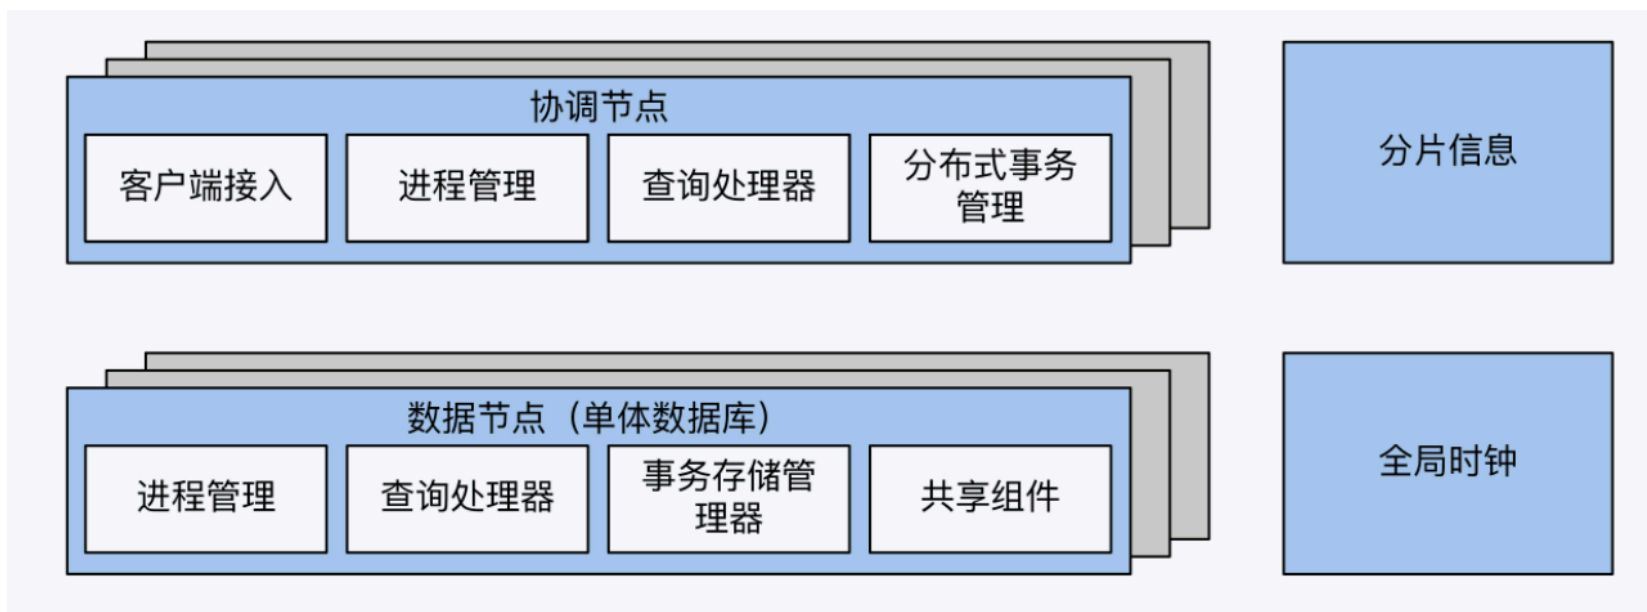 协调节点
客户端接入
进程管理
查询处理器
分布式事务
管理
分片信息
数据节点（单体数据库）
进程管理
查询处理器
事务存储管
理器
共享组件
全局时钟